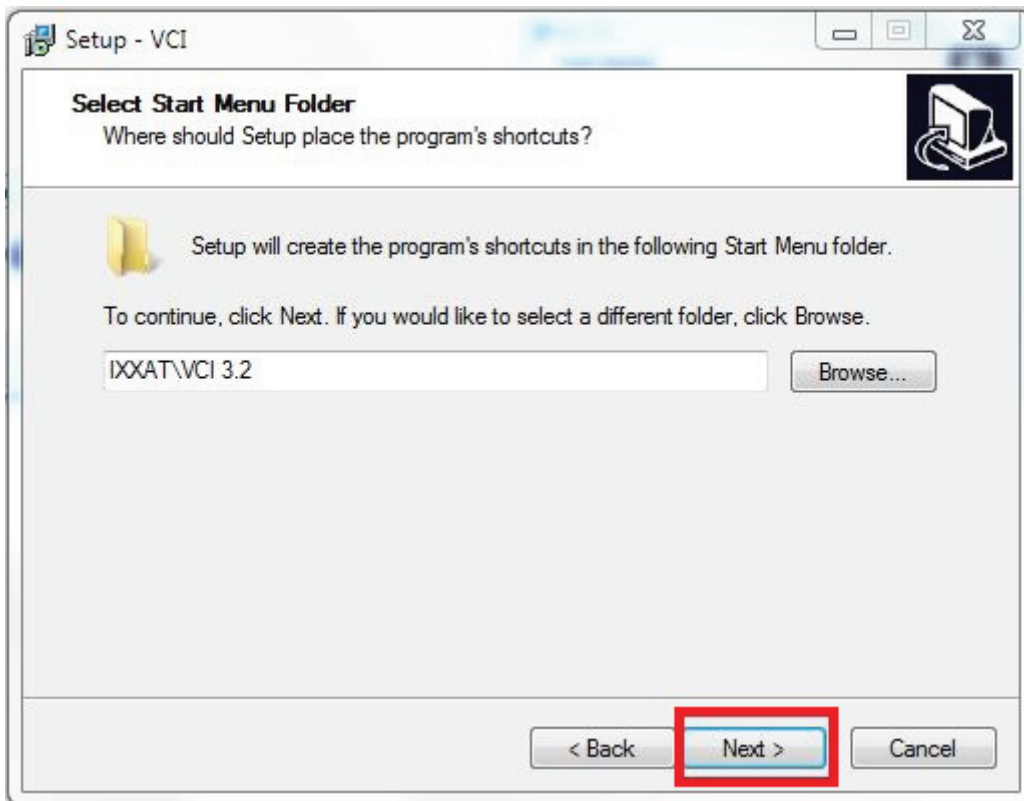 Setup - VCI
Select Start Menu Folder
Where should Setup place the program's shortcuts?
Setup will create the program's shortcuts in the following Start Menu folder.
To continue, click Next. If you would like to select a different folder, click Browse.
IXXAT\VCI 3.2
Browse...
< Back
Next >
Cancel